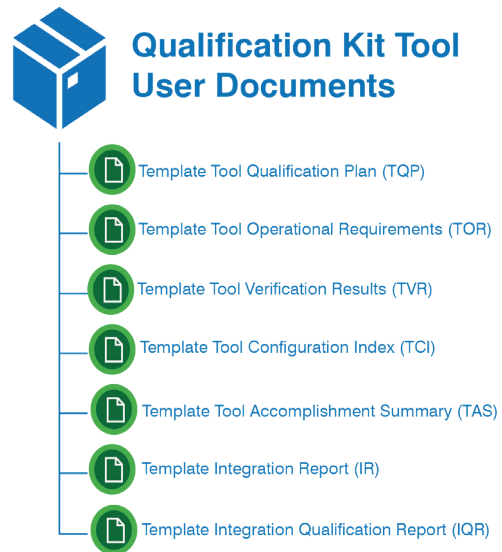 Qualification Kit Tool
User Documents
Template Tool Qualification Plan (TQP)
Template Tool Operational Requirements (TOR)
Template Tool Verification Results (TVR)
Template Tool Configuration Index (TCI)
Template Tool Accomplishment Summary (TAS)
Template Integration Report (IR)
Template Integration Qualification Report (IQR)